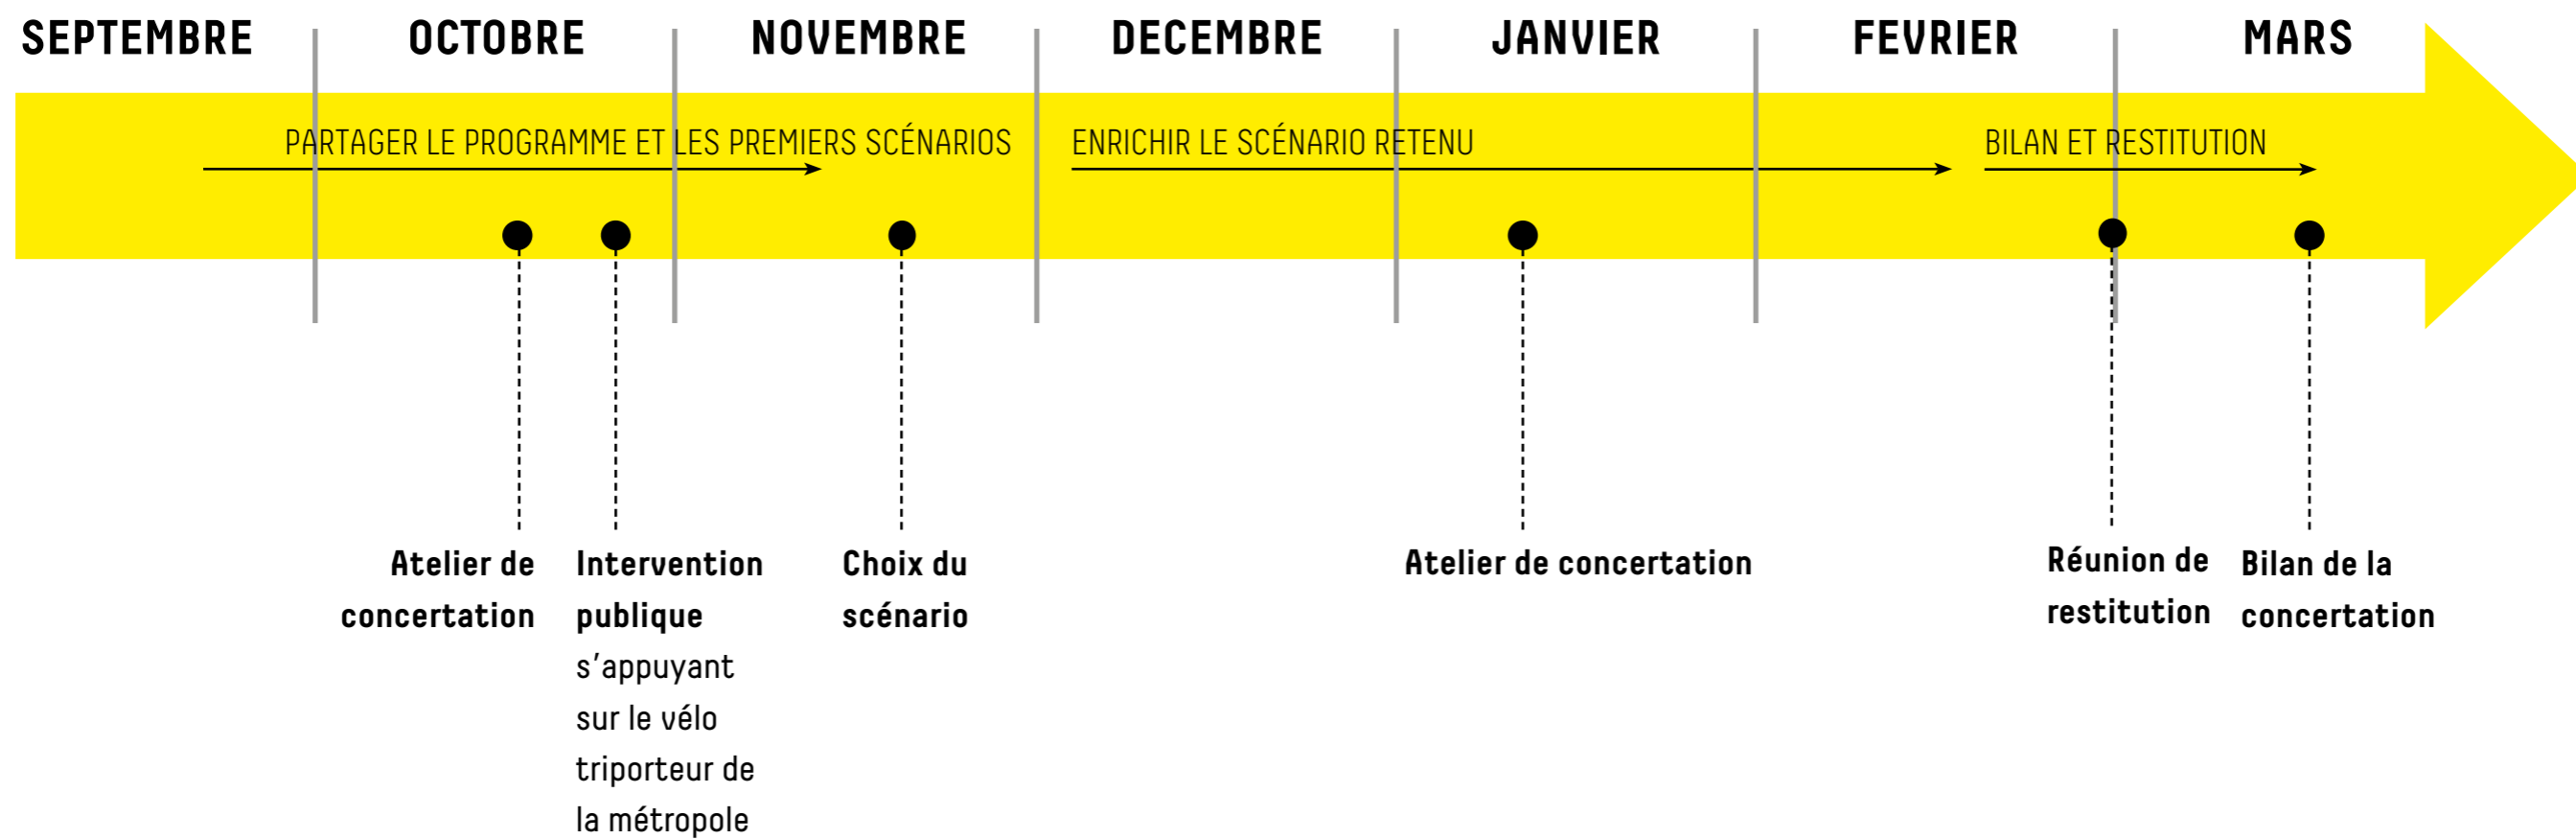 SEPTEMBRE OCTOBRE NOVEMBRE DECEMBRE JANVIER FEVRIER MARS
PARTAGER LE PROGRAMME ET LES PREMIERS SCÉNARIOS ENRICHIR LE SCÉNARIO RETENU BILAN ET RESTITUTION
Atelier de
concertation
Intervention
publique
s'appuyant
sur le vélo
triporteur de
la métropole
Choix du
scénario
Atelier de concertation
Réunion de
restitution
Bilan de la
concertation